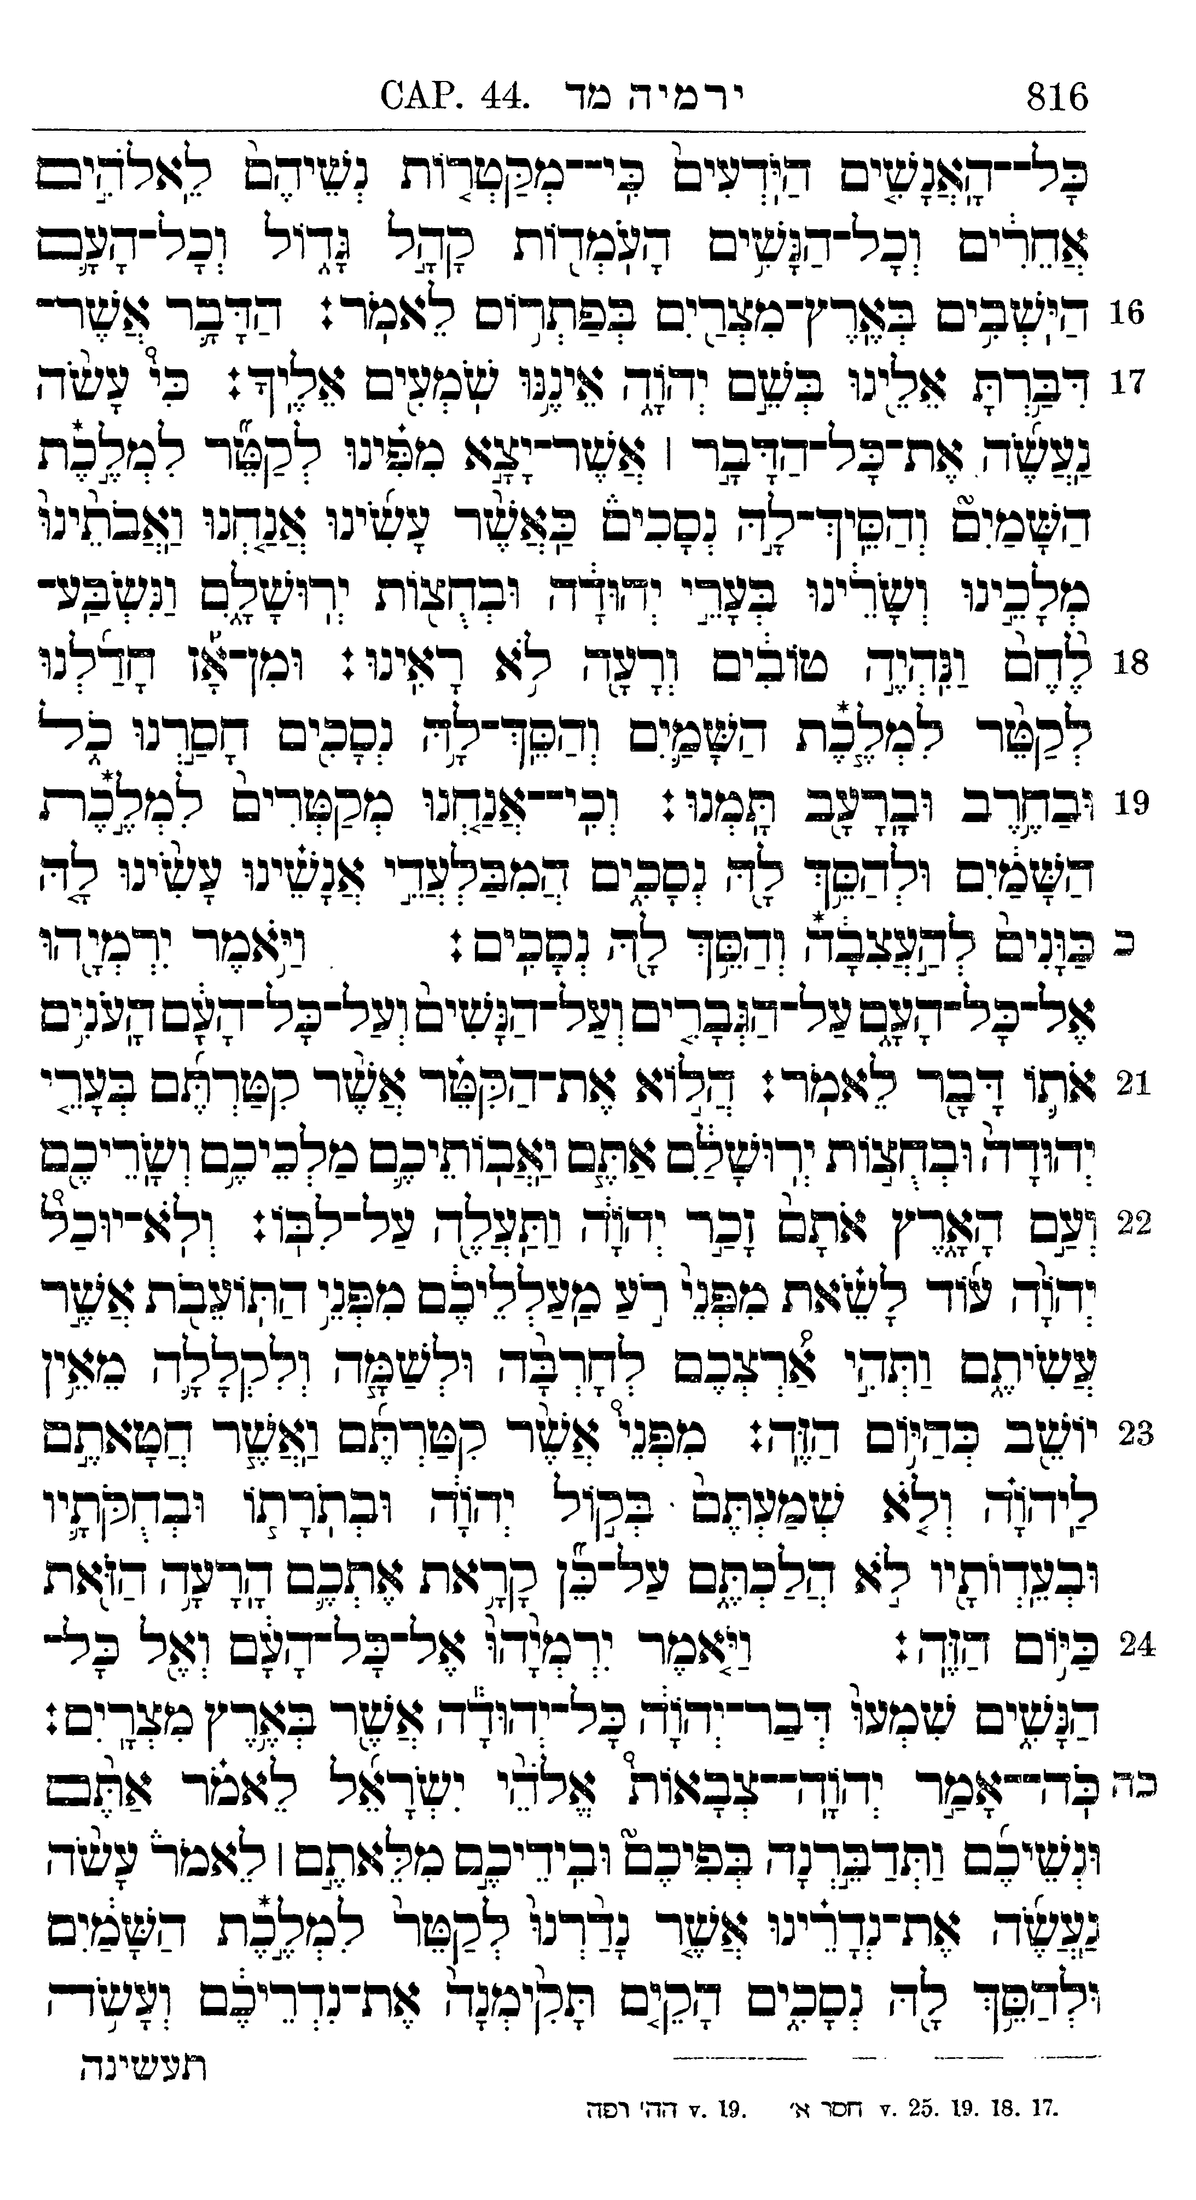 816 ירמיה מד CAP. 44.
כָּל־הָאֲנָשִׁים הַיֹּדְעִים כִּי־מְקַטְּרוֹת נְשֵׁיהֶם לֵאלֹהִים
אֲחֵרִים וְכָל־הַנָּשִׁים הָעֹמְדוֹת קָהָל גָּדוֹל וְכָל־הָעָם
16 הַיֹּשְׁבִים בְּאֶרֶץ־מִצְרַיִם בְּפַתְרוֹס לֵאמֹר׃ הַדָּבָר אֲשֶׁר־
17 דִּבַּרְתָּ אֵלֵינוּ בְּשֵׁם יְהוָֹה אֵינֶנּוּ שֹׁמְעִים אֵלֶיךָ׃ כִּי עָשֹׂה
נַעֲשֶׂה אֶת־כָּל־הַדָּבָר ׀ אֲשֶׁר־יָצָא מִפִּינוּ לְקַטֵּר לִמְלֶכֶת*
הַשָּׁמַיִם וְהַסֵּיךְ־לָהּ נְסָכִים כַּאֲשֶׁר עָשִׂינוּ אֲנַחְנוּ וַאֲבֹתֵינוּ
מְלָכֵינוּ וְשָׂרֵינוּ בְּעָרֵי יְהוּדָה וּבְחֻצוֹת יְרוּשָׁלִָם וַנִּשְׂבַּע־
18 לֶחֶם וַנִּהְיֶה טוֹבִים וְרָעָה לֹא רָאִינוּ׃ וּמִן־אָז חָדַלְנוּ
לְקַטֵּר לִמְלֶכֶת* הַשָּׁמַיִם וְהַסֵּךְ־לָהּ נְסָכִים חָסַרְנוּ כֹל
19 וּבַחֶרֶב וּבָרָעָב תָּמְנוּ׃ וְכִי־אֲנַחְנוּ מְקַטְּרִים לִמְלֶכֶת*
הַשָּׁמַיִם וּלְהַסֵּךְ לָהּ נְסָכִים הֲמִבַּלְעֲדֵי אֲנָשֵׁינוּ עָשִׂינוּ לָהּ
כ כַּוָּנִים לְהַעֲצִבָה* וְהַסֵּךְ לָהּ נְסָכִים׃ וַיֹּאמֶר יִרְמְיָהוּ
אֶל־כָּל־הָעָם עַל־הַגְּבָרִים וְעַל־הַנָּשִׁים וְעַל־כָּל־הָעָם הָעֹנִים
21 אֹתוֹ דָּבָר לֵאמֹר׃ הֲלוֹא אֶת־הַקִּטֵּר אֲשֶׁר קִטַּרְתֶּם בְּעָרֵי
יְהוּדָה וּבְחֻצוֹת יְרוּשָׁלִַם אַתֶּם וַאֲבוֹתֵיכֶם מַלְכֵיכֶם וְשָׂרֵיכֶם
22 וְעַם הָאָרֶץ אֹתָם זָכַר יְהוָֹה וַתַּעֲלֶה עַל־לִבּוֹ׃ וְלֹא־יוּכַל
יְהוָֹה עוֹד לָשֵׂאת מִפְּנֵי רֹעַ מַעַלְלֵיכֶם מִפְּנֵי הַתּוֹעֵבֹת אֲשֶׁר
עֲשִׂיתֶם וַתְּהִי אַרְצְכֶם לְחָרְבָּה וּלְשַׁמָּה וְלִקְלָלָה מֵאֵין
23 יוֹשֵׁב כְּהַיּוֹם הַזֶּה׃ מִפְּנֵי אֲשֶׁר קִטַּרְתֶּם וַאֲשֶׁר חֲטָאתֶם
לַיהוָֹה וְלֹא שְׁמַעְתֶּם בְּקוֹל יְהוָֹה וּבְתֹרָתוֹ וּבְחֻקֹּתָיו
וּבְעֵדְוֹתָיו לֹא הֲלַכְתֶּם עַל־כֵּן קָרָאת אֶתְכֶם הָרָעָה הַזֹּאת
24 כַּיּוֹם הַזֶּה׃ וַיֹּאמֶר יִרְמְיָהוּ אֶל־כָּל־הָעָם וְאֶל כָּל־
הַנָּשִׁים שִׁמְעוּ דְּבַר־יְהוָֹה כָּל־יְהוּדָה אֲשֶׁר בְּאֶרֶץ מִצְרָיִם׃
כה כֹּה־אָמַר יְהוָֹה־צְבָאוֹת אֱלֹהֵי יִשְׂרָאֵל לֵאמֹר אַתֶּם
וּנְשֵׁיכֶם וַתְּדַבֵּרְנָה בְּפִיכֶם וּבִידֵיכֶם מִלֵּאתֶם ׀ לֵאמֹר עָשֹׂה
נַעֲשֶׂה אֶת־נְדָרֵינוּ אֲשֶׁר נָדַרְנוּ לְקַטֵּר לִמְלֶכֶת* הַשָּׁמַיִם
וּלְהַסֵּךְ לָהּ נְסָכִים הָקֵים תָּקִימְנָה אֶת־נִדְרֵיכֶם וְעָשֹׂה
תעשינה
v. 25. 19. 18. 17. חסר א' v. 19. הה' רפה